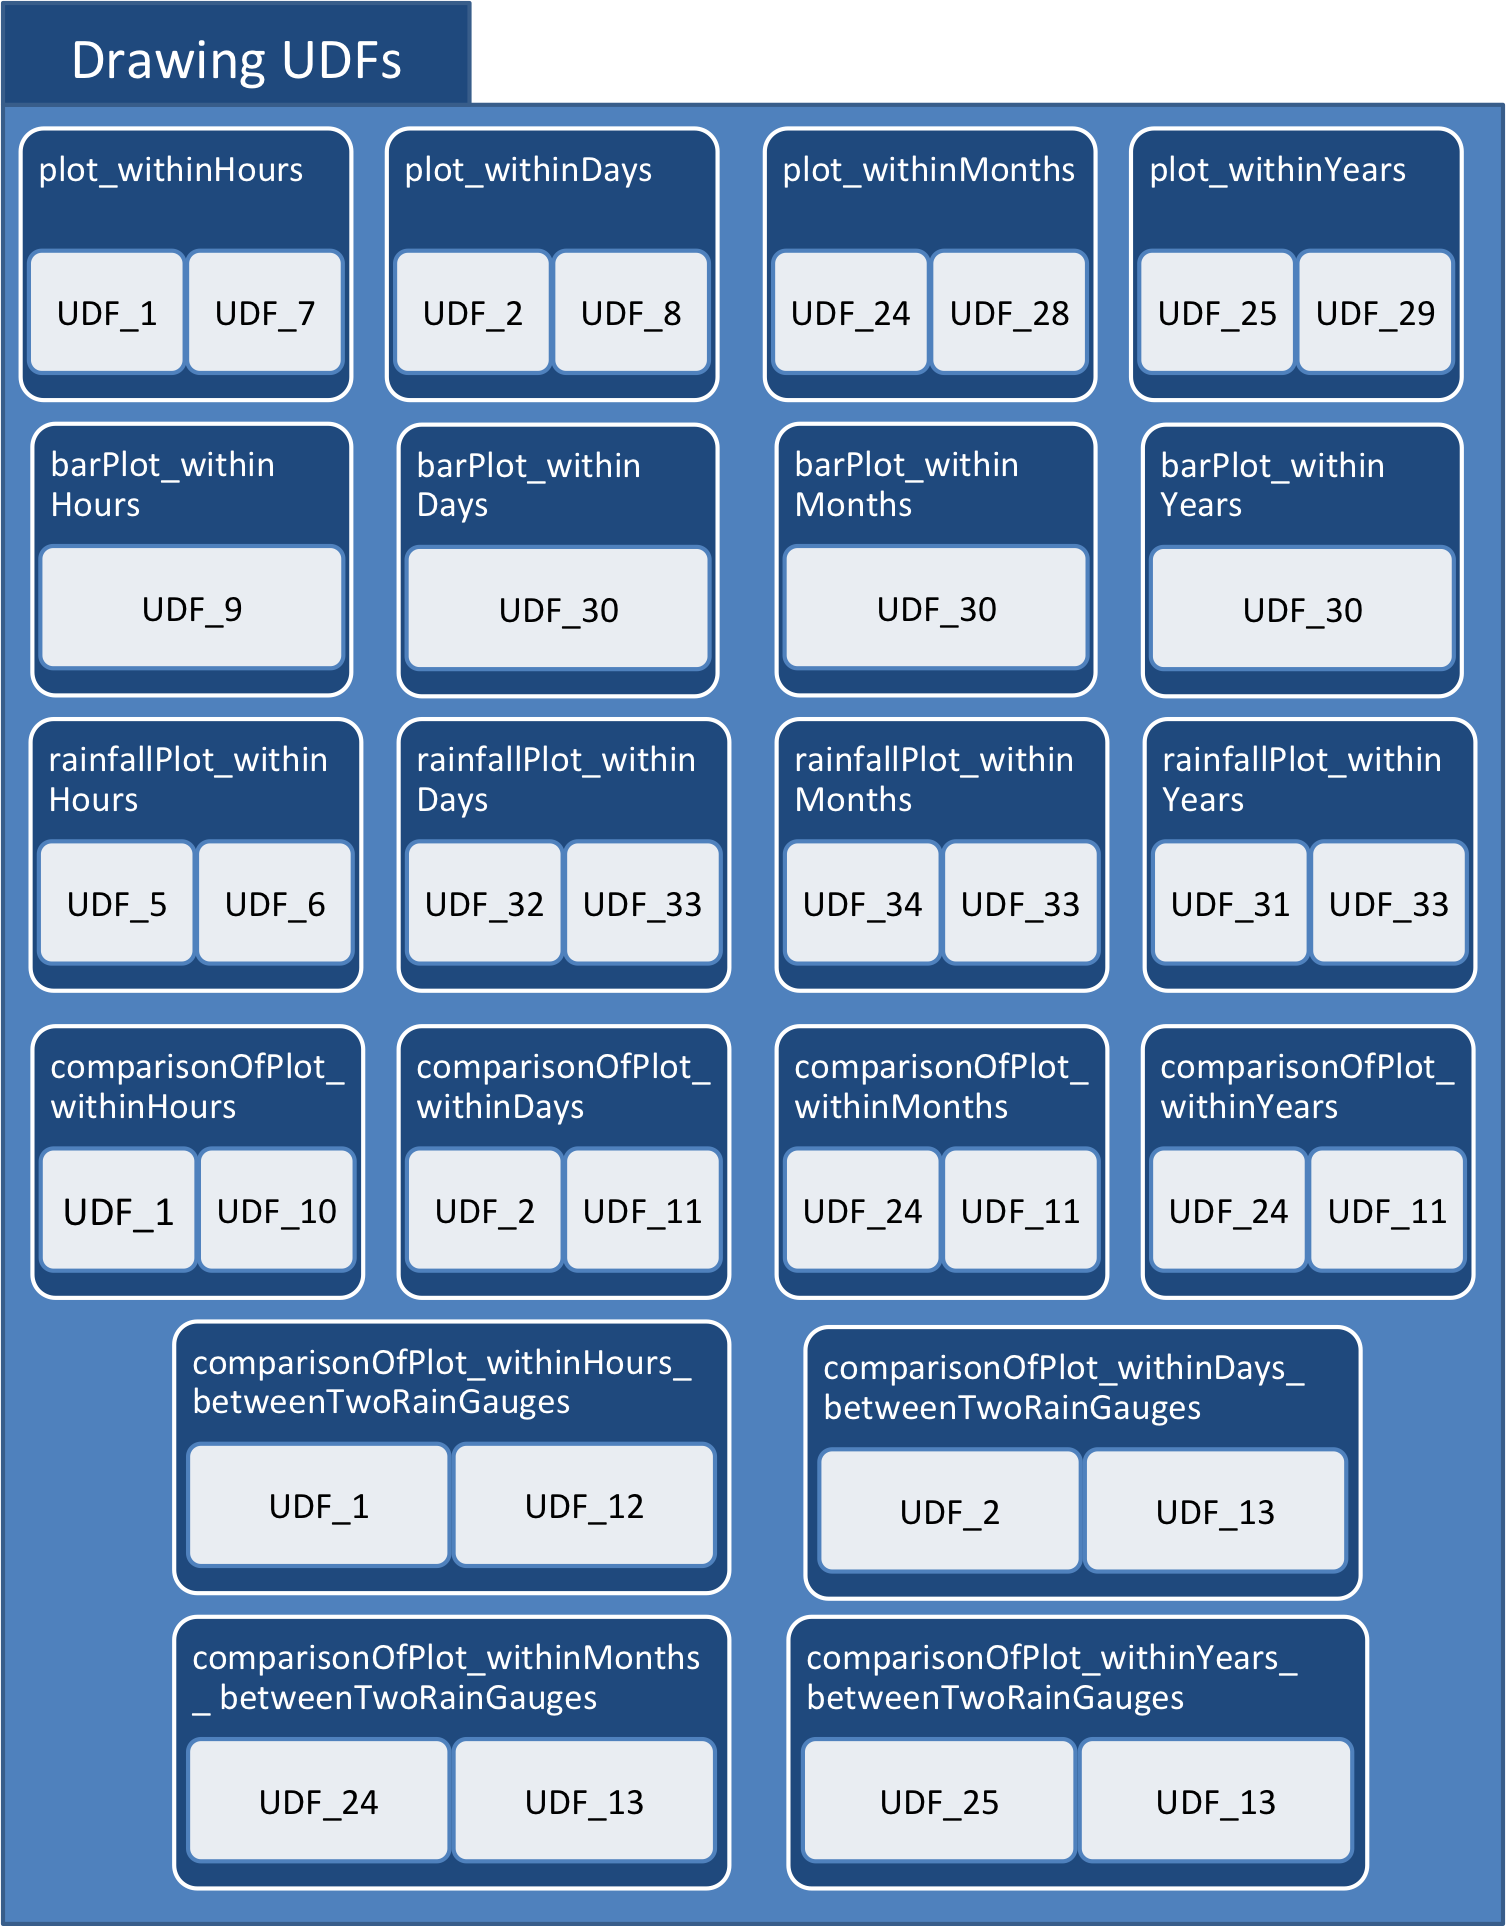 Drawing UDFs
plot_withinHours
UDF_1
UDF_7
plot_withinDays
UDF_2
UDF_8
plot_withinMonths
UDF_24
UDF_28
plot_withinYears
UDF_25
UDF_29
barPlot_within
Hours
UDF_9
barPlot_within
Days
UDF_30
barPlot_within
Months
UDF_30
barPlot_within
Years
UDF_30
rainfallPlot_within
Hours
UDF_5
UDF_6
rainfallPlot_within
Days
UDF_32
UDF_33
rainfallPlot_within
Months
UDF_34
UDF_33
rainfallPlot_within
Years
UDF_31
UDF_33
comparisonOfPlot_
withinHours
UDF_1
UDF_10
comparisonOfPlot_
withinDays
UDF_2
UDF_11
comparisonOfPlot_
withinMonths
UDF_24
UDF_11
comparisonOfPlot_
withinYears
UDF_24
UDF_11
comparisonOfPlot_withinHours_
betweenTwoRainGauges
UDF_1
UDF_12
comparisonOfPlot_withinDays_
betweenTwoRainGauges
UDF_2
UDF_13
comparisonOfPlot_withinMonths
_ betweenTwoRainGauges
UDF_24
UDF_13
comparisonOfPlot_withinYears_
betweenTwoRainGauges
UDF_25
UDF_13